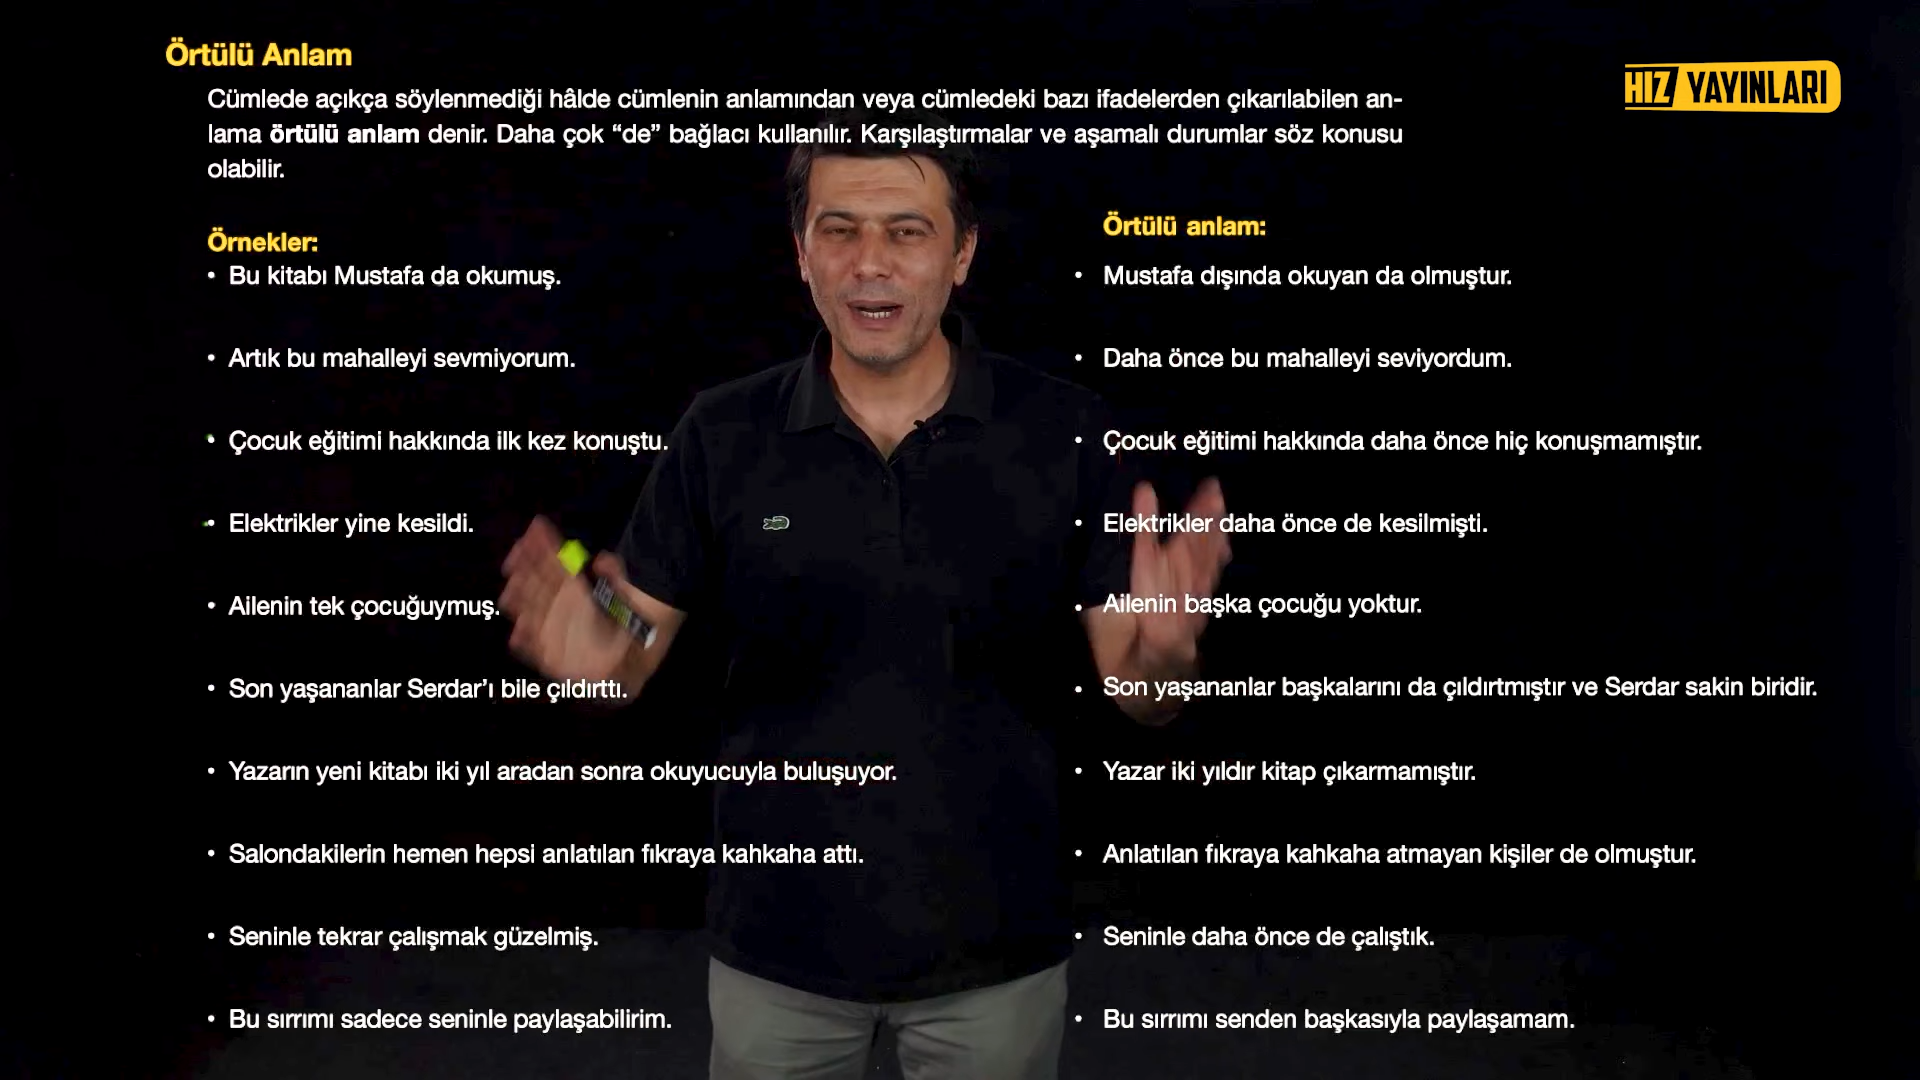 Örtülü Anlam
HIZ YAYINLARI
Cümlede açıkça söylenmediği hâlde cümlenin anlamından veya cümledeki bazı ifadelerden çıkarılabilen an-
lama örtülü anlam denir. Daha çok “de” bağlacı kullanılır. Karşılaştırmalar ve aşamalı durumlar söz konusu
olabilir.
Örnekler:
• Bu kitabı Mustafa da okumuş.
• Artık bu mahalleyi sevmiyorum.
• Çocuk eğitimi hakkında ilk kez konuştu.
• Elektrikler yine kesildi.
• Ailenin tek çocuğuymuş.
• Son yaşananlar Serdar’ı bile çıldırttı.
• Yazarın yeni kitabı iki yıl aradan sonra okuyucuyla buluşuyor.
• Salondakilerin hemen hepsi anlatılan fıkraya kahkaha attı.
• Seninle tekrar çalışmak güzelmiş.
• Bu sırrımı sadece seninle paylaşabilirim.
Örtülü anlam:
• Mustafa dışında okuyan da olmuştur.
• Daha önce bu mahalleyi seviyordum.
• Çocuk eğitimi hakkında daha önce hiç konuşmamıştır.
• Elektrikler daha önce de kesilmişti.
• Ailenin başka çocuğu yoktur.
• Son yaşananlar başkalarını da çıldırtmıştır ve Serdar sakin biridir.
• Yazar iki yıldır kitap çıkarmamıştır.
• Anlatılan fıkraya kahkaha atmayan kişiler de olmuştur.
• Seninle daha önce de çalıştık.
• Bu sırrımı senden başkasıyla paylaşamam.